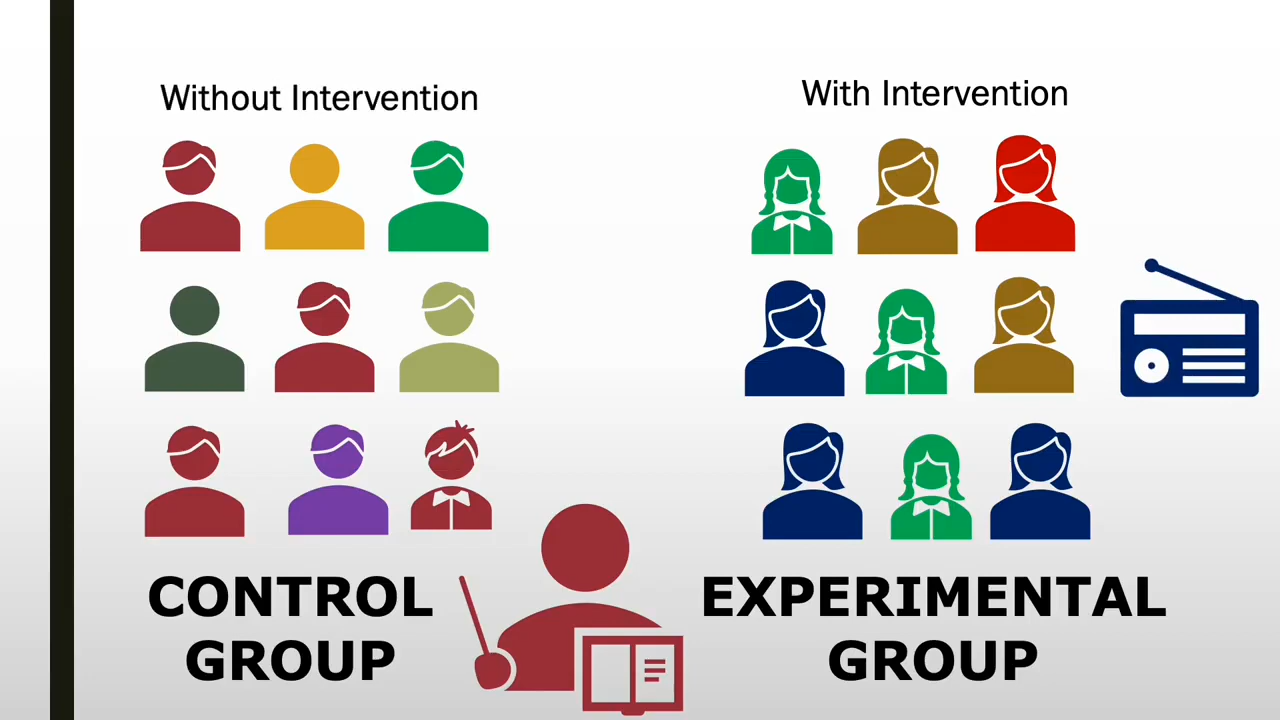 Without Intervention
With Intervention
CONTROL
GROUP
EXPERIMENTAL
GROUP